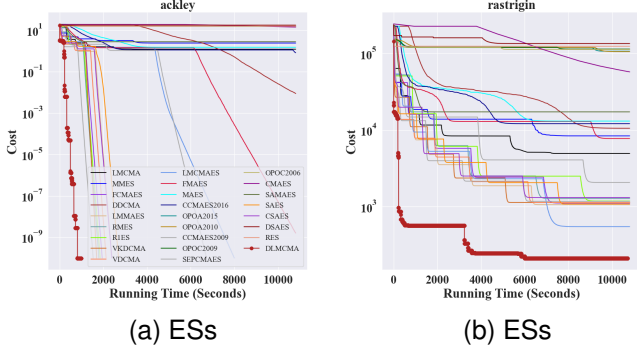 ackley
rastrigin
Cost
10¹
10⁻¹
10⁻³
10⁻⁵
10⁻⁷
10⁻⁹
LMCMA
MMES
FCMAES
DDCMA
LMMAES
RMES
R1ES
VKDCMA
VDCMA
LMCMAES
FMAES
MAES
CCMAES2016
OPOA2015
OPOA2010
CCMAES2009
OPOC2009
SEPCMAES
OPOC2006
CMAES
SAMAES
SAES
CSAES
DSAES
RES
DLMCMA
0 2000 4000 6000 8000 10000
Running Time (Seconds)
Cost
10⁵
10⁴
10³
0 2000 4000 6000 8000 10000
Running Time (Seconds)
(a) ESs
(b) ESs